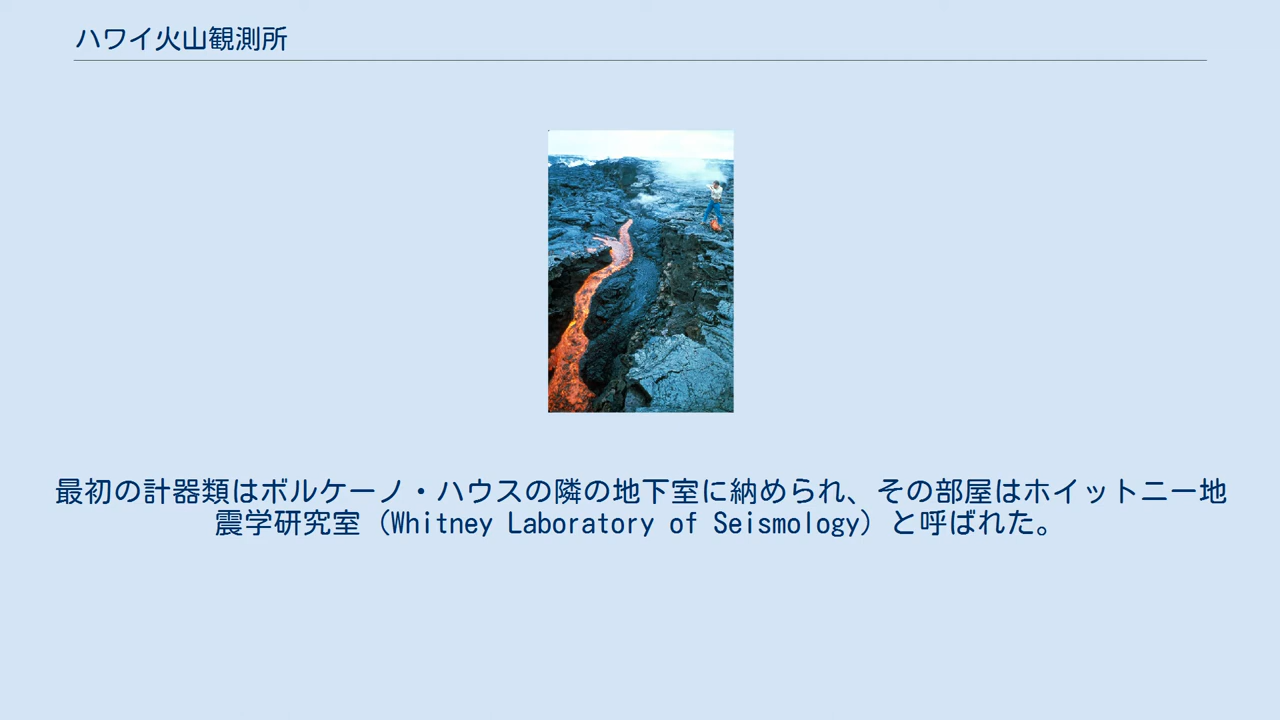 ハワイ火山観測所
最初の計器類はボルケーノ・ハウスの隣の地下室に納められ、その部屋はホイットニー地
震学研究室（Whitney Laboratory of Seismology）と呼ばれた。